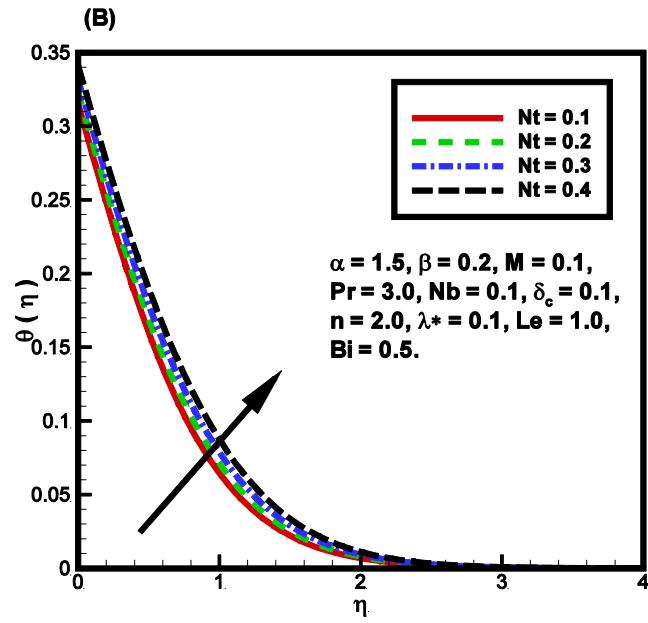 (B)
0.35
0.3
0.25
0.2
0.15
0.1
0.05
0
θ ( η )
Nt = 0.1
Nt = 0.2
Nt = 0.3
Nt = 0.4
α = 1.5, β = 0.2, M = 0.1,
Pr = 3.0, Nb = 0.1, δc = 0.1,
n = 2.0, λ* = 0.1, Le = 1.0,
Bi = 0.5.
0 1 2 3 4
η